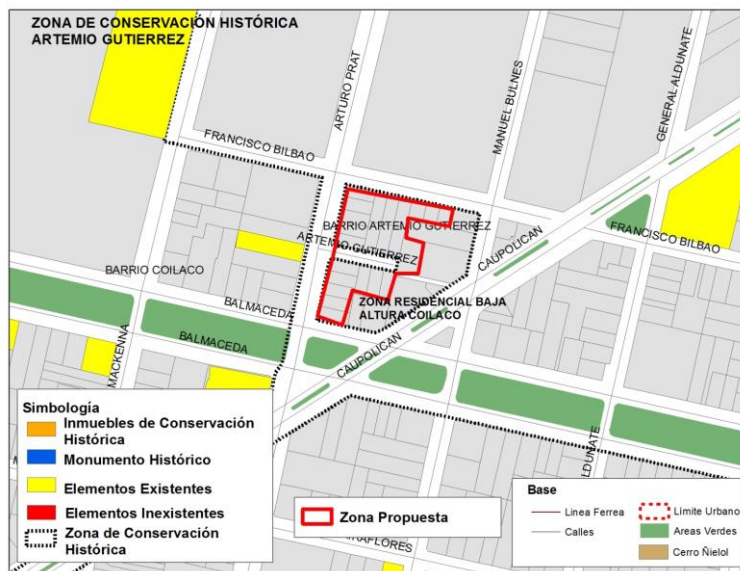 ZONA DE CONSERVACIÓN HISTÓRICA
ARTEMIO GUTIERREZ
ARTURO PRAT
MANUEL BULNES
GENERAL ALDUNATE
FRANCISCO BILBAO
BARRIO ARTEMIO GUTIERREZ
ARTEMIO GUTIERREZ
CAUPOLICAN
FRANCISCO BILBAO
BARRIO COILACO
ZONA RESIDENCIAL BAJA
ALTURA COILACO
BALMACEDA
BALMACEDA
MACKENNA
CAUPOLICAN
Simbología
Inmuebles de Conservación
Histórica
Monumento Histórico
Elementos Existentes
Elementos Inexistentes
Zona de Conservación
Histórica
Zona Propuesta
Base
Linea Ferrea
Calles
Límite Urbano
Areas Verdes
Cerro Ñielol